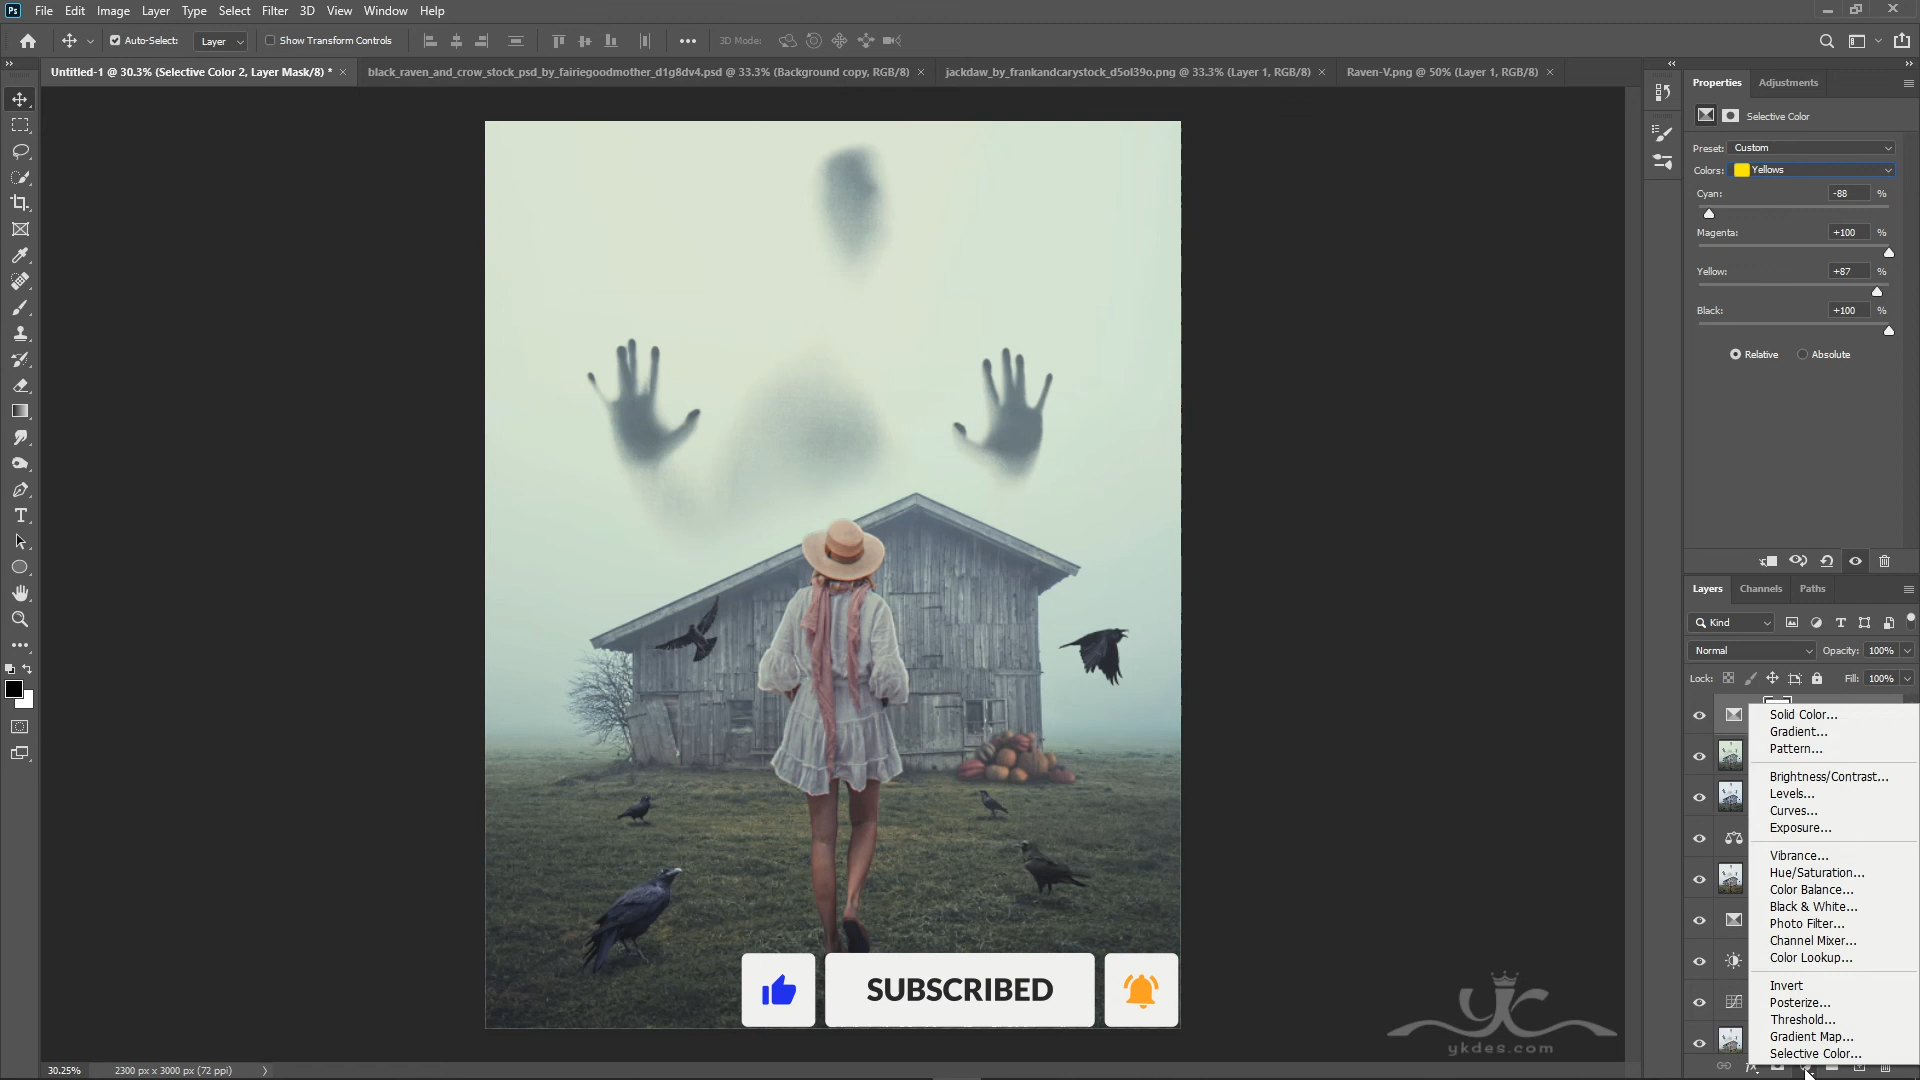 Ps File Edit Image Layer Type Select Filter 3D View Window Help
Auto-Select: Layer Show Transform Controls 3D Mode:
Untitled-1 @ 30.3% (Selective Color 2, Layer Mask/8) * black_raven_and_crow_stock_psd_by_fairiegoodmother_d1g8dv4.psd @ 33.3% (Background copy, RGB/8) jackdaw_by_frankandcarystock_d5ol39o.png @ 33.3% (Layer 1, RGB/8) Raven-V.png @ 50% (Layer 1, RGB/8)
Properties Adjustments
Selective Color
Preset: Custom
Colors: Yellows
Cyan: -88 %
Magenta: +100 %
Yellow: +87 %
Black: +100 %
Relative Absolute
Layers Channels Paths
Kind
Normal Opacity: 100%
Lock: Fill: 100%
Solid Color...
Gradient...
Pattern...
Brightness/Contrast...
Levels...
Curves...
Exposure...
Vibrance...
Hue/Saturation...
Color Balance...
Black & White...
Photo Filter...
Channel Mixer...
Color Lookup...
Invert
Posterize...
Threshold...
Gradient Map...
Selective Color...
SUBSCRIBED
yc
ykdes.com
30.25% 2300 px x 3000 px (72 ppi)